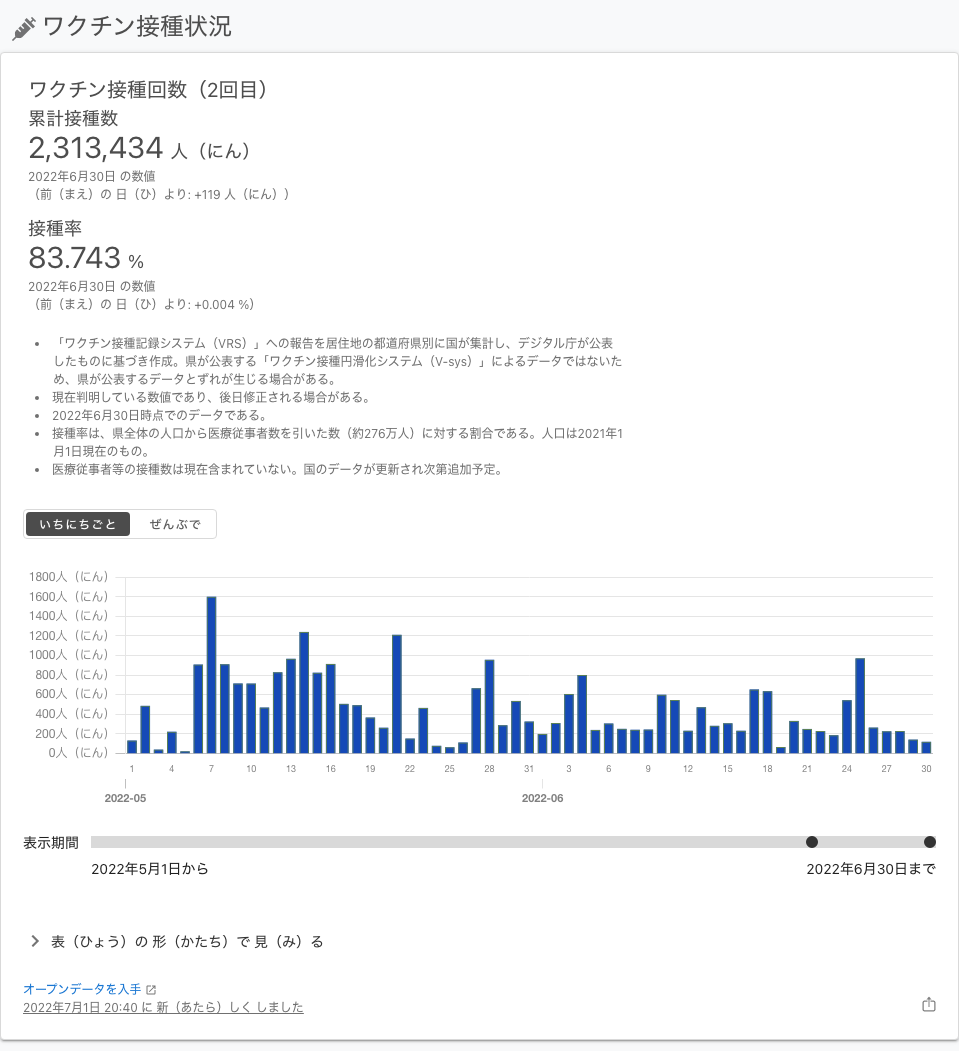 ワクチン接種状況
ワクチン接種回数（2回目）
累計接種数
2,313,434 人（にん）
2022年6月30日 の数値
（前（まえ）の 日（ひ）より: +119 人（にん））
接種率
83.743 %
2022年6月30日 の数値
（前（まえ）の 日（ひ）より: +0.004 %）
• 「ワクチン接種記録システム（VRS）」への報告を居住地の都道府県別に国が集計し、デジタル庁が公表
したものに基づき作成。県が公表する「ワクチン接種円滑化システム（V-sys）」によるデータではないた
め、県が公表するデータとずれが生じる場合がある。
• 現在判明している数値であり、後日修正される場合がある。
• 2022年6月30日時点でのデータである。
• 接種率は、県全体の人口から医療従事者数を引いた数（約276万人）に対する割合である。人口は2021年1
月1日現在のもの。
• 医療従事者等の接種数は現在含まれていない。国のデータが更新され次第追加予定。
いちにちごと ぜんぶで
1800人（にん）
1600人（にん）
1400人（にん）
1200人（にん）
1000人（にん）
800人（にん）
600人（にん）
400人（にん）
200人（にん）
0人（にん）
1 4 7 10 13 16 19 22 25 28 31 3 6 9 12 15 18 21 24 27 30
2022-05 2022-06
表示期間
2022年5月1日から 2022年6月30日まで
表（ひょう）の 形（かたち）で 見（み）る
オープンデータを入手
2022年7月1日 20:40 に 新（あたら）しく しました